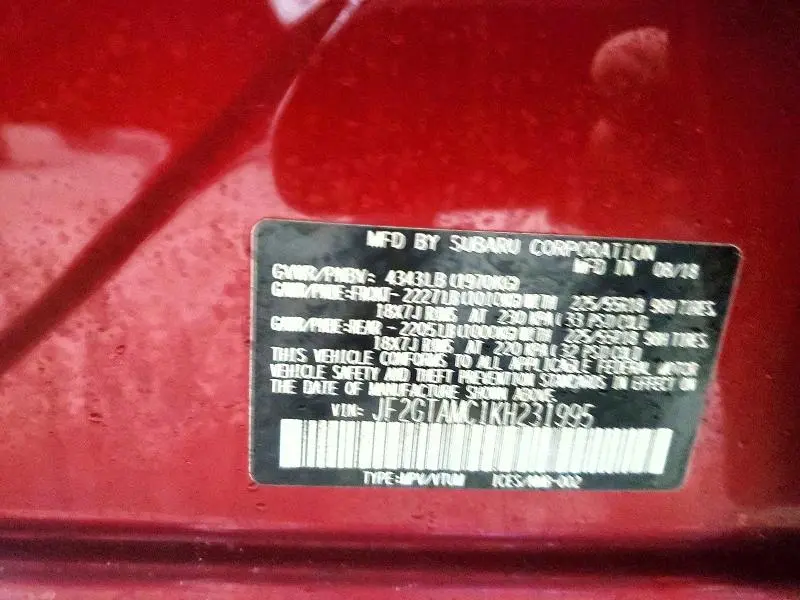 MFD BY SUBARU CORPORATION
MFD IN 08/18
GVWR/PNBV: 4343LB (1970KG)
GAWR/PNBE:FRONT- 2227LB(1010KG)WITH 225/55R18 98H TIRES,
18X7J RIMS AT 230 KPA( 33 PSI)COLD
GAWR/PNBE:REAR - 2205LB(1000KG)WITH 225/55R18 98H TIRES,
18X7J RIMS AT 220 KPA( 32 PSI)COLD
THIS VEHICLE CONFORMS TO ALL APPLICABLE FEDERAL MOTOR
VEHICLE SAFETY AND THEFT PREVENTION STANDARDS IN EFFECT ON
THE DATE OF MANUFACTURE SHOWN ABOVE.
VIN: JF2GTAMC1KH231995
TYPE:MPV/VTUM ICES/NMB-002